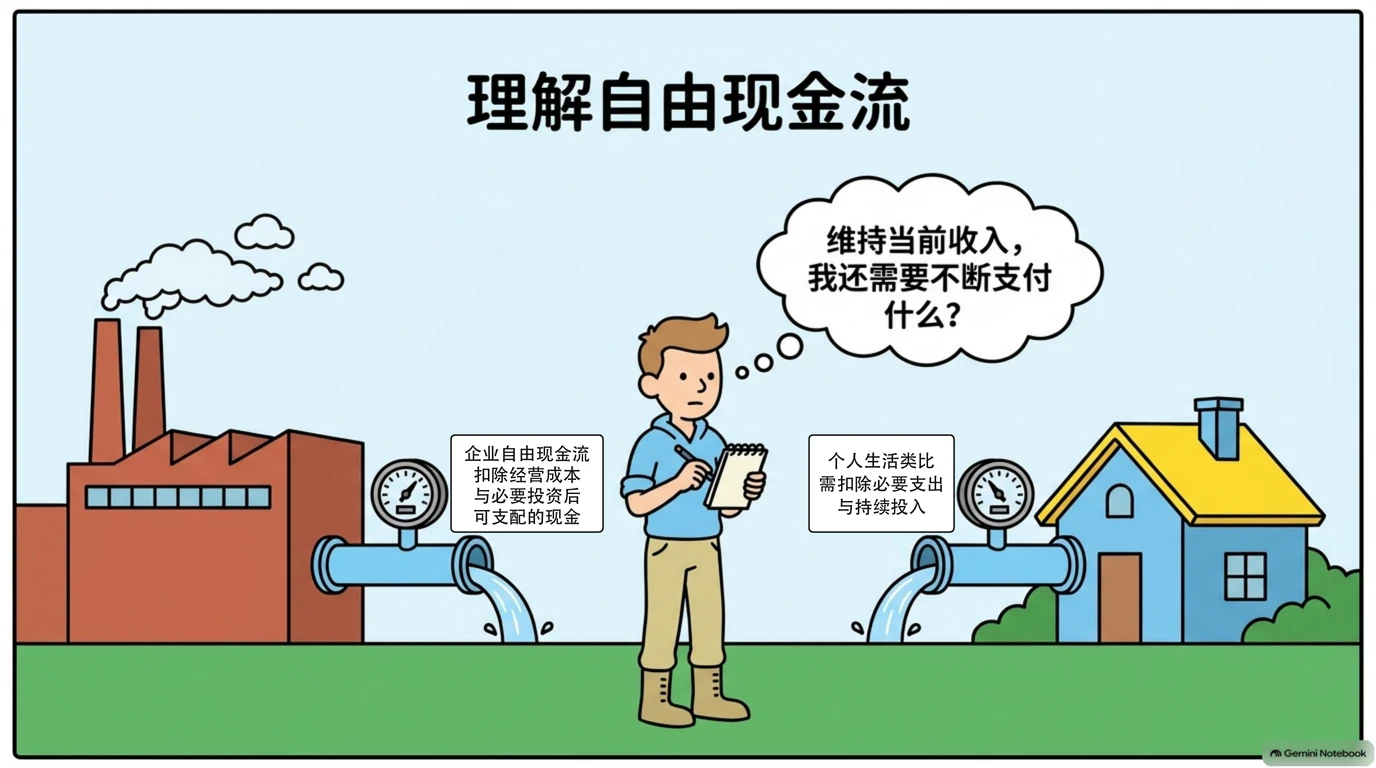 理解自由现金流
维持当前收入，
我还需要不断支付
什么？
企业自由现金流
扣除经营成本
与必要投资后
可支配的现金
个人生活类比
需扣除必要支出
与持续投入
Gemini Notebook